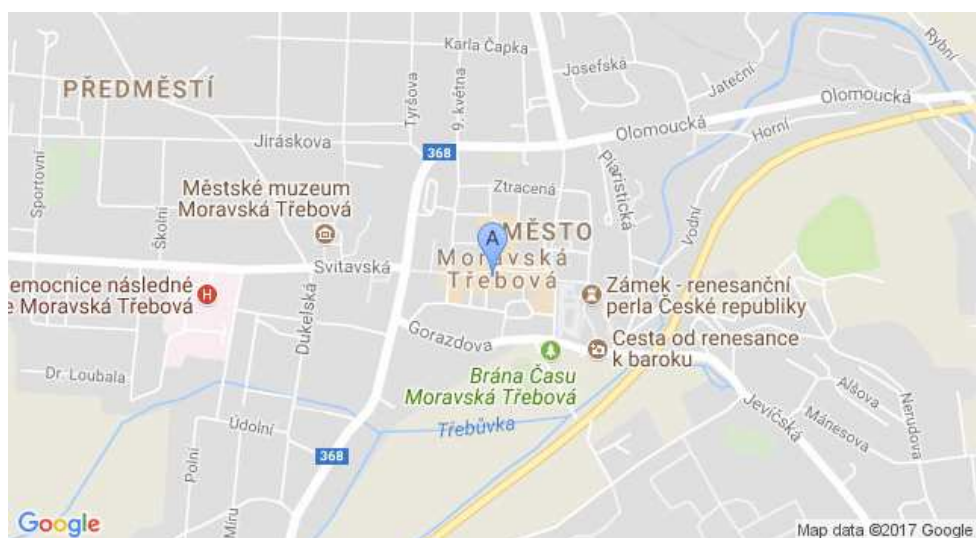 Karla Čapka
Rybní
Josefská
Jateční
PŘEDMĚSTÍ
Tyršova
9. května
Olomoucká
Olomoucká
Horní
Jiráskova
368
Piaristická
Sportovní
Školní
Městské muzeum
Moravská Třebová
Ztracená
Vodní
A
MĚSTO
Moravská
Třebová
Svitavská
emocnice následné
e Moravská Třebová
H
Dukelská
Zámek - renesanční
perla České republiky
Gorazdova
Cesta od renesance
k baroku
Brána Času
Moravská Třebová
Dr. Loubala
Alšova
Nerudova
Jevíčská
Mánesova
Údolní
Třebůvka
368
Polní
Míru
Google
Map data ©2017 Google